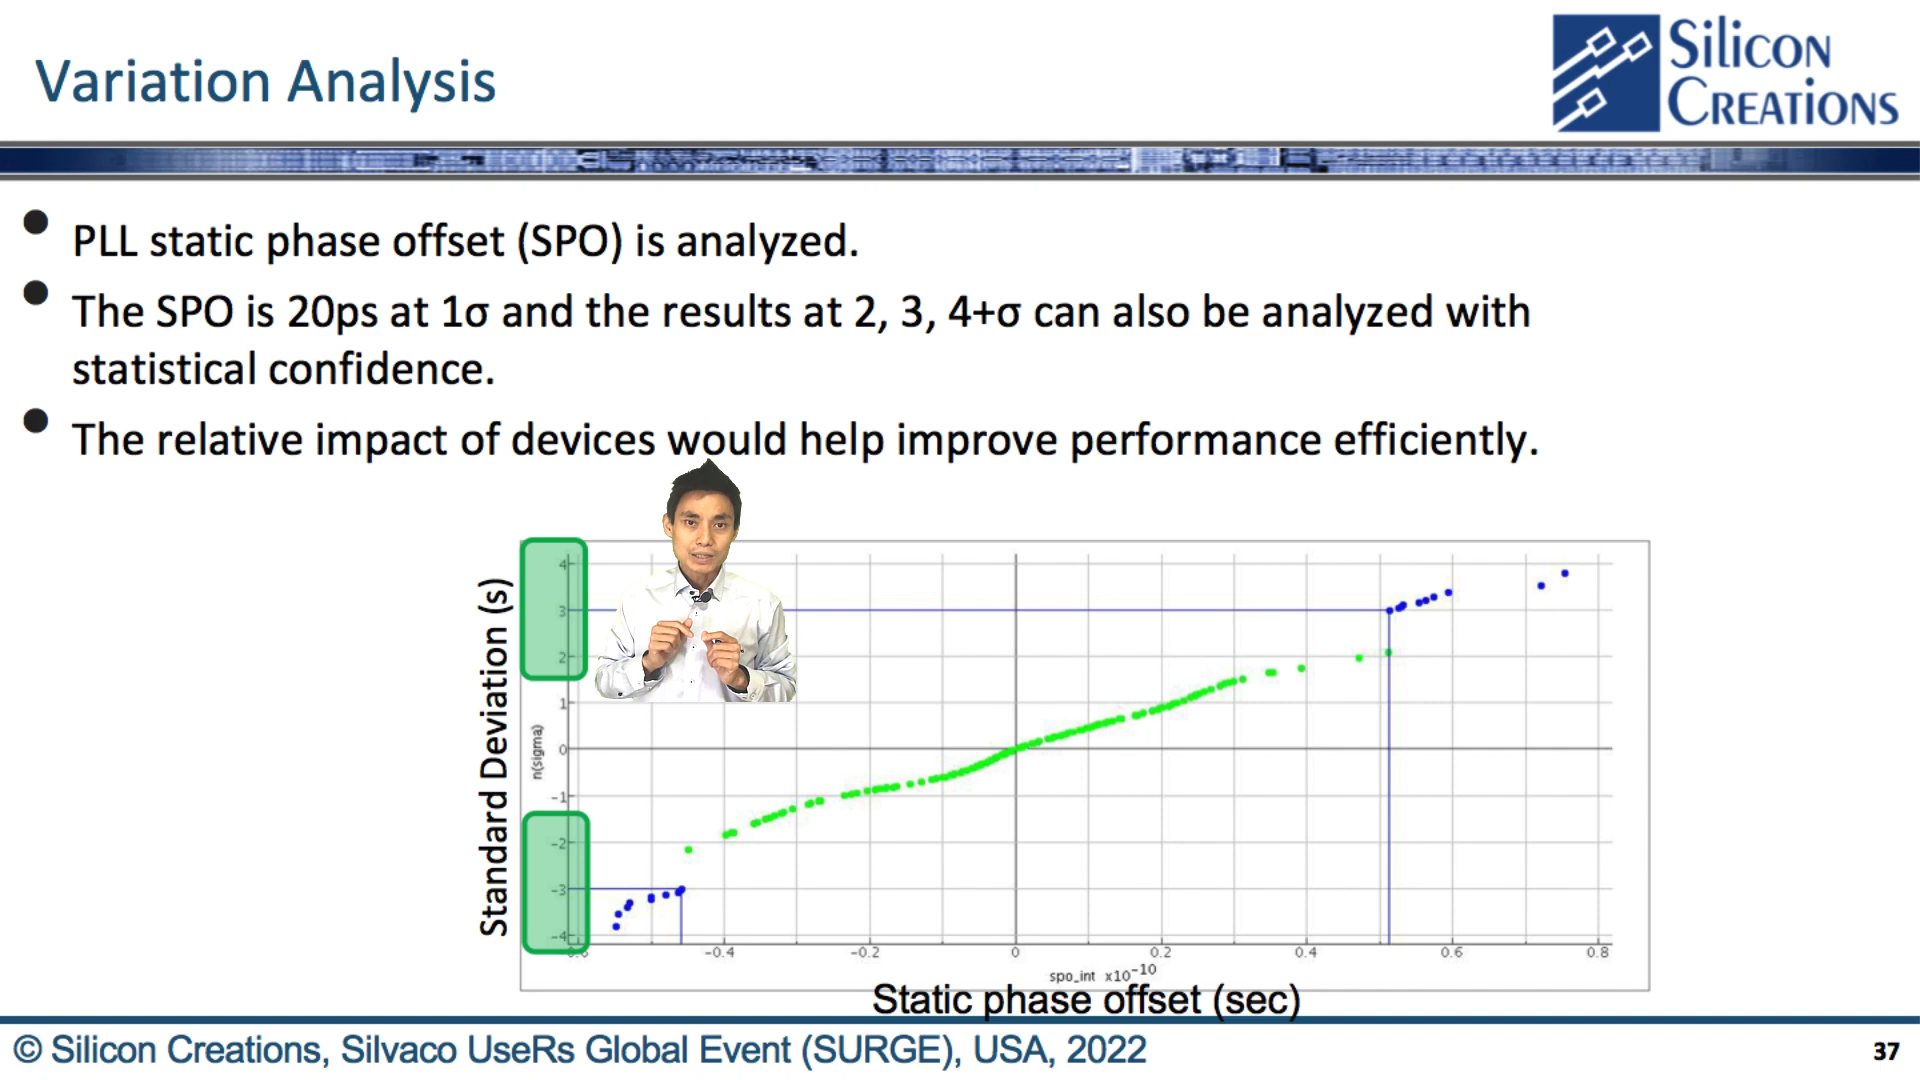 Variation Analysis
Silicon
Creations
PLL static phase offset (SPO) is analyzed.
The SPO is 20ps at 1σ and the results at 2, 3, 4+σ can also be analyzed with
statistical confidence.
The relative impact of devices would help improve performance efficiently.
Standard Deviation (s)
n(sigma)
4
3
2
1
0
-1
-2
-3
-4
-0.4 -0.2 0 0.2 0.4 0.6 0.8
spo_int x10-10
Static phase offset (sec)
© Silicon Creations, Silvaco UseRs Global Event (SURGE), USA, 2022
37